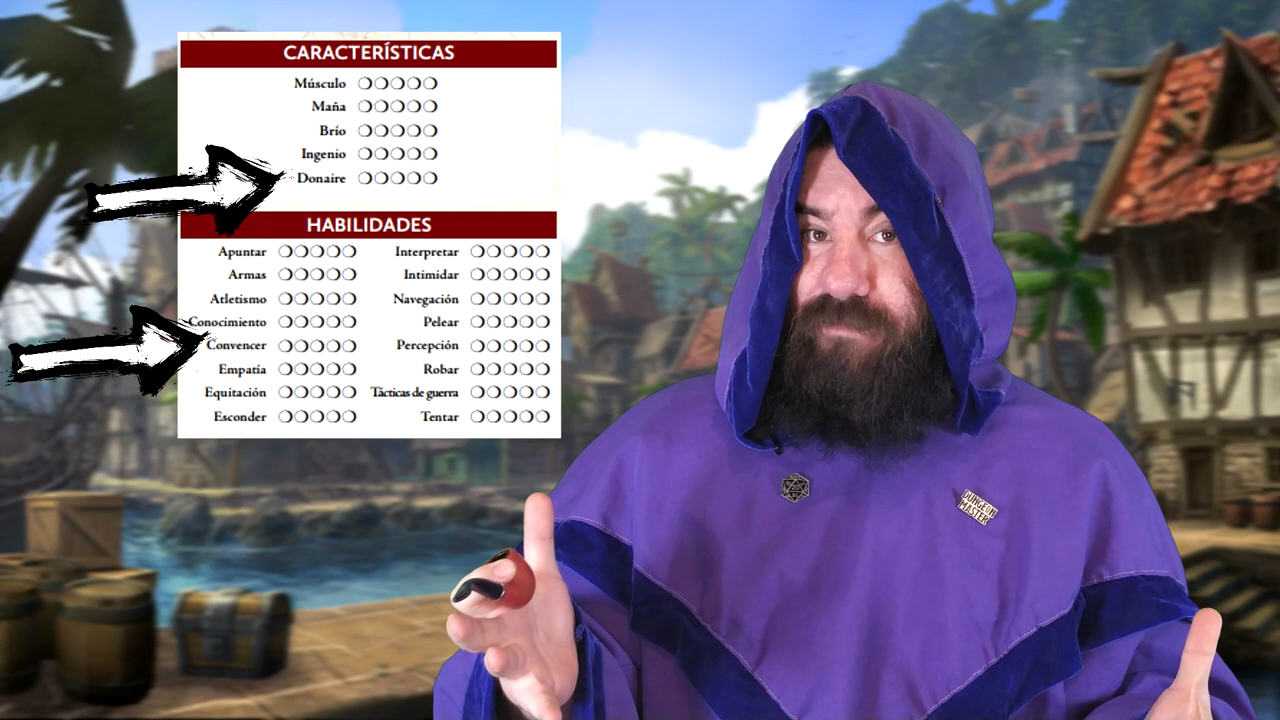 CARACTERÍSTICAS
Músculo
Maña
Brío
Ingenio
Donaire
HABILIDADES
Apuntar Interpretar
Armas Intimidar
Atletismo Navegación
Conocimiento Pelear
Convencer Percepción
Empatía Robar
Equitación Tácticas de guerra
Esconder Tentar
DUNGEON
MASTER